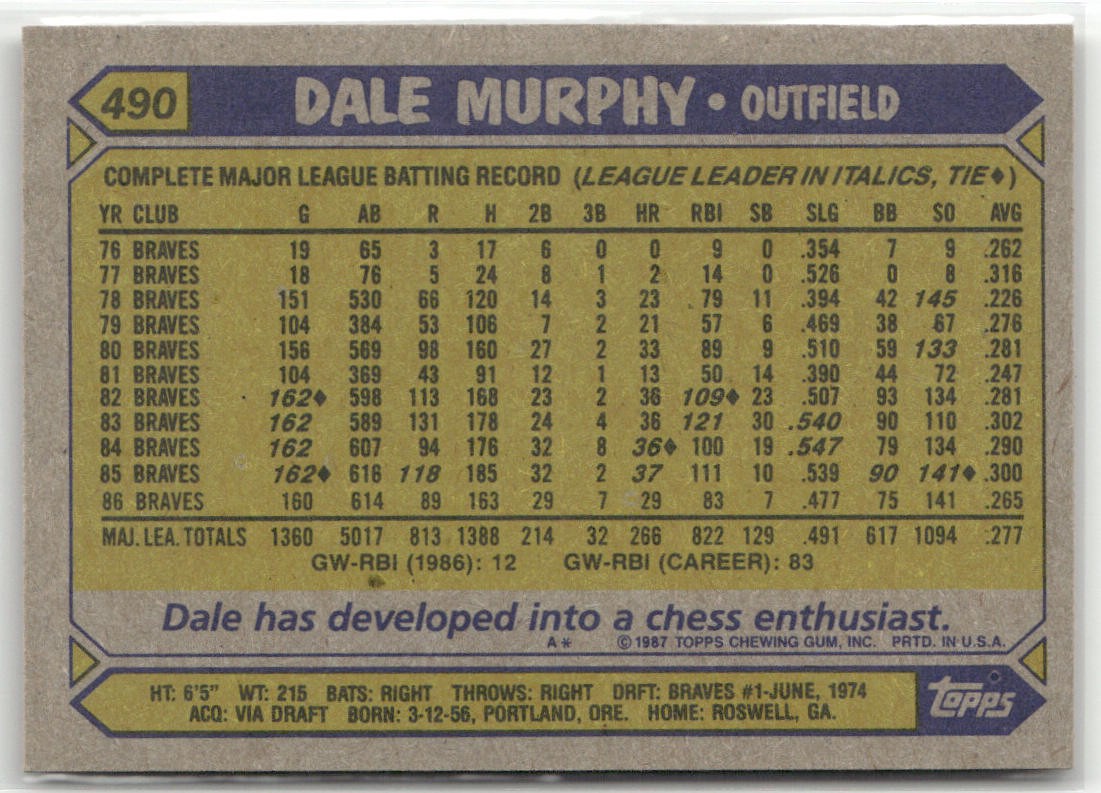 490 DALE MURPHY • OUTFIELD
COMPLETE MAJOR LEAGUE BATTING RECORD (LEAGUE LEADER IN ITALICS, TIE♦)
YR CLUB G AB R H 2B 3B HR RBI SB SLG BB SO AVG
76 BRAVES 19 65 3 17 6 0 0 9 0 .354 7 9 .262
77 BRAVES 18 76 5 24 8 1 2 14 0 .526 0 8 .316
78 BRAVES 151 530 66 120 14 3 23 79 11 .394 42 145 .226
79 BRAVES 104 384 53 106 7 2 21 57 6 .469 38 67 .276
80 BRAVES 156 569 98 160 27 2 33 89 9 .510 59 133 .281
81 BRAVES 104 369 43 91 12 1 13 50 14 .390 44 72 .247
82 BRAVES 162♦ 598 113 168 23 2 36 109♦ 23 .507 93 134 .281
83 BRAVES 162 589 131 178 24 4 36 121 30 .540 90 110 .302
84 BRAVES 162 607 94 176 32 8 36♦ 100 19 .547 79 134 .290
85 BRAVES 162♦ 616 118 185 32 2 37 111 10 .539 90 141♦ .300
86 BRAVES 160 614 89 163 29 7 29 83 7 .477 75 141 .265
MAJ. LEA. TOTALS 1360 5017 813 1388 214 32 266 822 129 .491 617 1094 .277
GW-RBI (1986): 12 GW-RBI (CAREER): 83
Dale has developed into a chess enthusiast.
A* ©1987 TOPPS CHEWING GUM, INC. PRTD. IN U.S.A.
HT: 6'5" WT: 215 BATS: RIGHT THROWS: RIGHT DRFT: BRAVES #1-JUNE, 1974
ACQ: VIA DRAFT BORN: 3-12-56, PORTLAND, ORE. HOME: ROSWELL, GA.
TOPPS